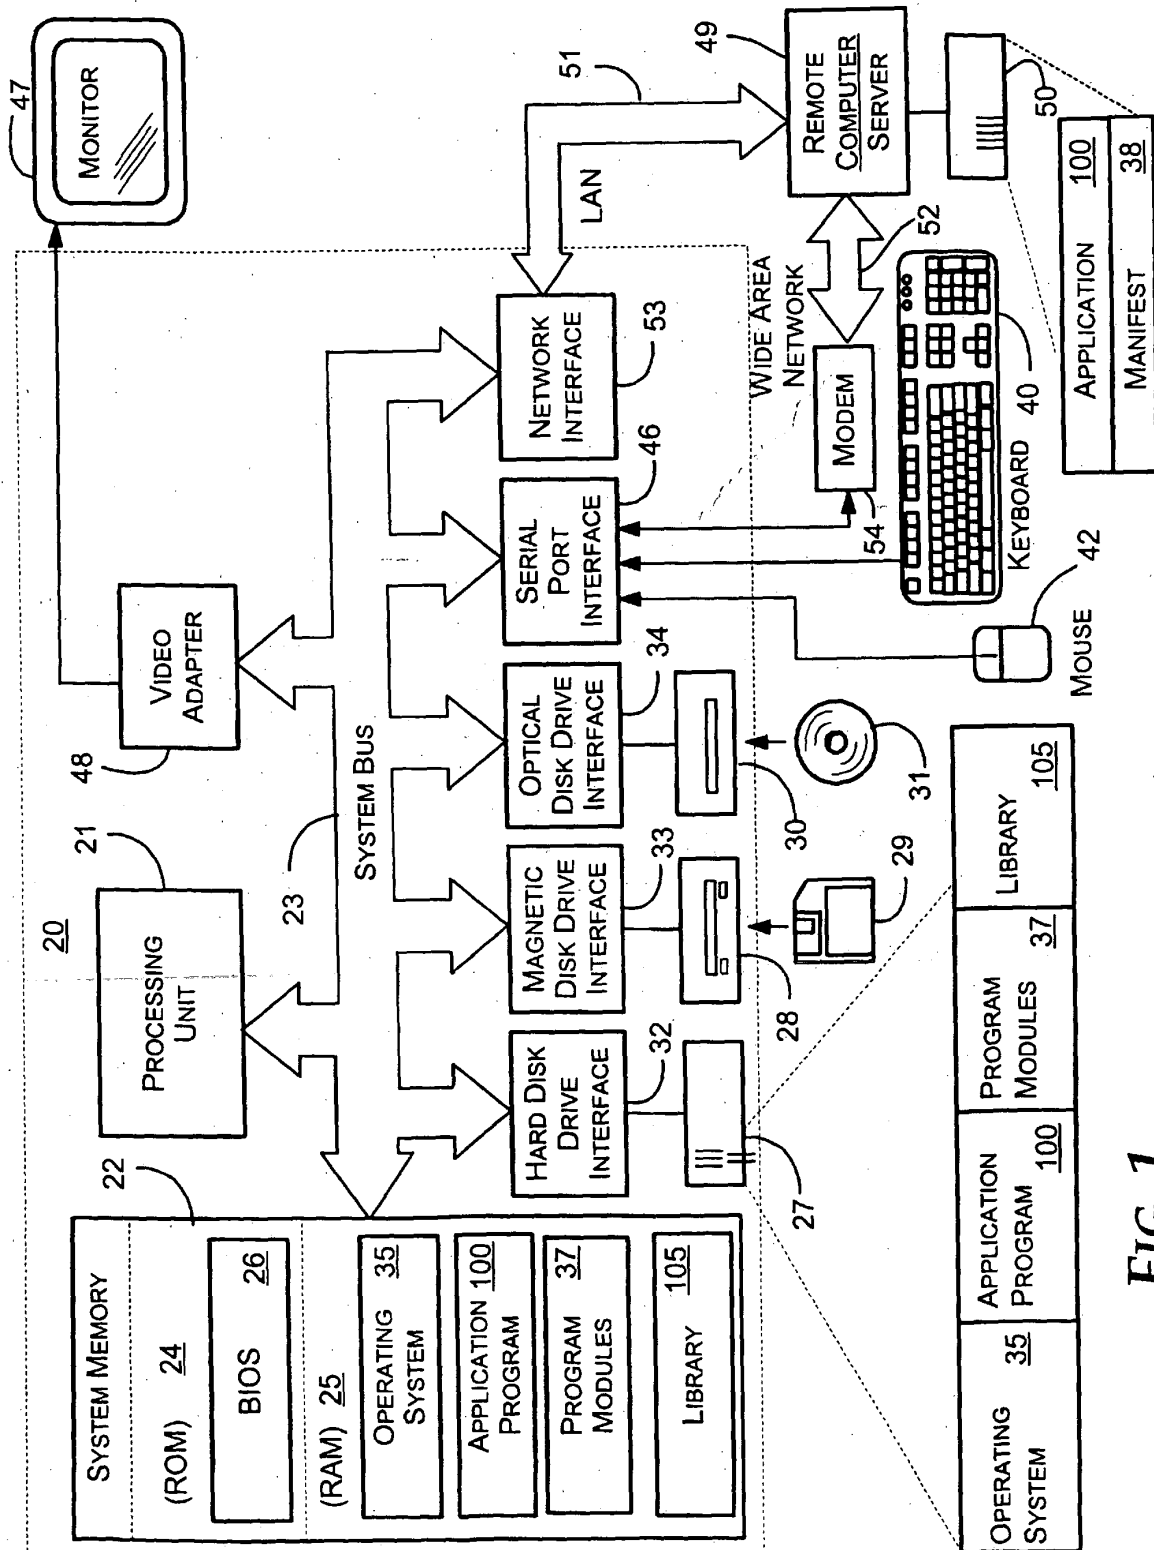 SYSTEM MEMORY
22
(ROM) 24
BIOS 26
(RAM) 25
OPERATING 35
SYSTEM
APPLICATION 100
PROGRAM
PROGRAM 37
MODULES
LIBRARY 105
20
PROCESSING
UNIT
21
VIDEO
ADAPTER
48
MONITOR
47
23
SYSTEM BUS
HARD DISK
DRIVE
INTERFACE
32
MAGNETIC
DISK DRIVE
INTERFACE
33
OPTICAL
DISK DRIVE
INTERFACE
34
SERIAL
PORT
INTERFACE
46
NETWORK
INTERFACE
53
LAN
51
27
28
30
29
31
WIDE AREA
NETWORK
MODEM
54
52
REMOTE
COMPUTER
SERVER
49
50
KEYBOARD
40
MOUSE
42
APPLICATION 100
MANIFEST 38
OPERATING 35
SYSTEM
APPLICATION
PROGRAM 100
PROGRAM 37
MODULES
LIBRARY 105
FIG. 1